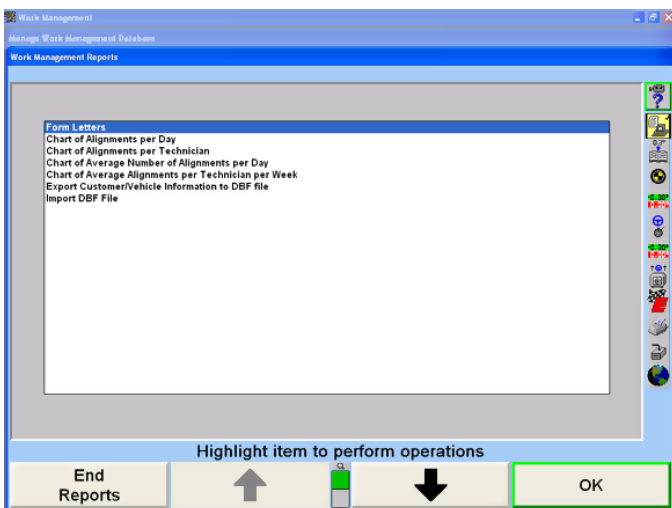 Work Management
Manage Work Management Database
Work Management Reports
Form Letters
Chart of Alignments per Day
Chart of Alignments per Technician
Chart of Average Number of Alignments per Day
Chart of Average Alignments per Technician per Week
Export Customer/Vehicle Information to DBF file
Import DBF File
Highlight item to perform operations
End
Reports
OK